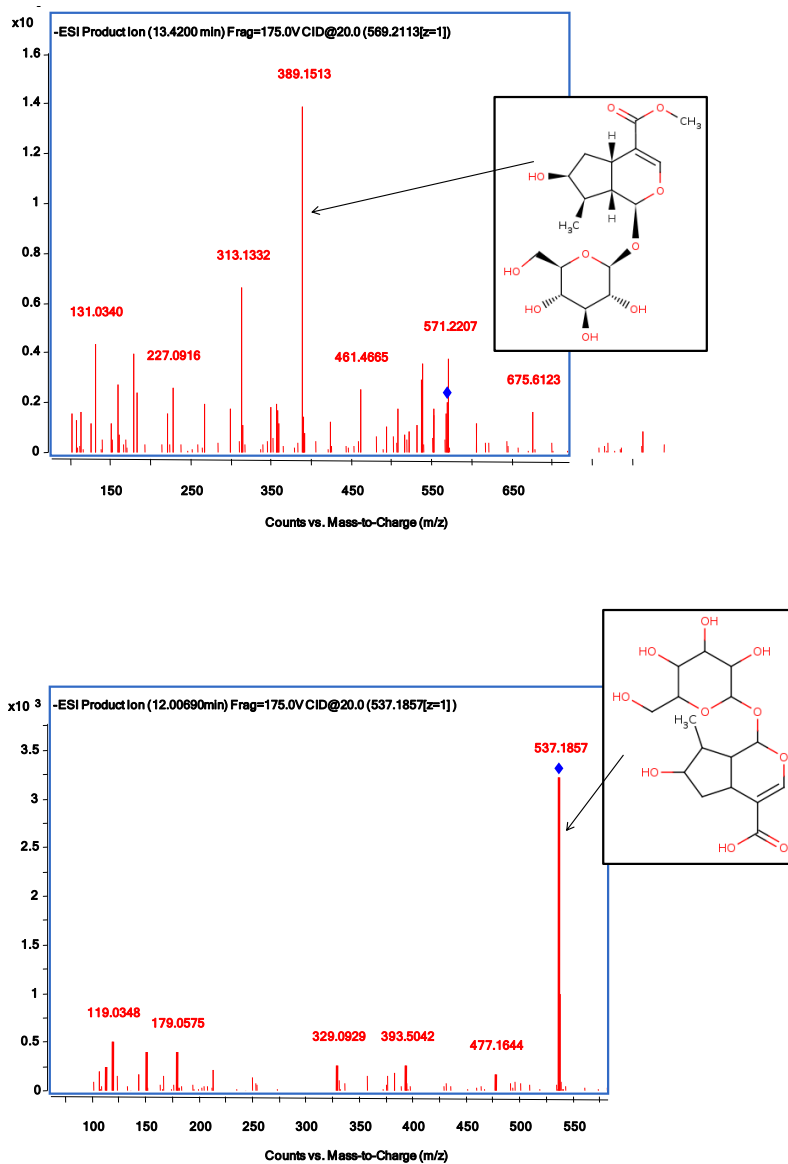 x10
-ESI Production (13.4200 min) Frag=175.0V CID@20.0 (569.2113[z=1])
1.6
389.1513
1.4
1.2
1
0.8
0.6
0.4
0.2
0
313.1332
131.0340
227.0916
461.4665
571.2207
675.6123
150 250 350 450 550 650
Counts vs. Mass-to-Charge (m/z)
O O CH3
H
HO O
H3C H
O
O
HO
HO OH
OH
x10 3
-ESI Production (12.00690min) Frag=175.0V CID@20.0 (537.1857[z=1] )
3.5
3
2.5
2
1.5
1
0.5
0
537.1857
119.0348
179.0575
329.0929
393.5042
477.1644
100 150 200 250 300 350 400 450 500 550
Counts vs. Mass-to-Charge (m/z)
OH
HO OH
HO O O
H3C
O
HO
HO O